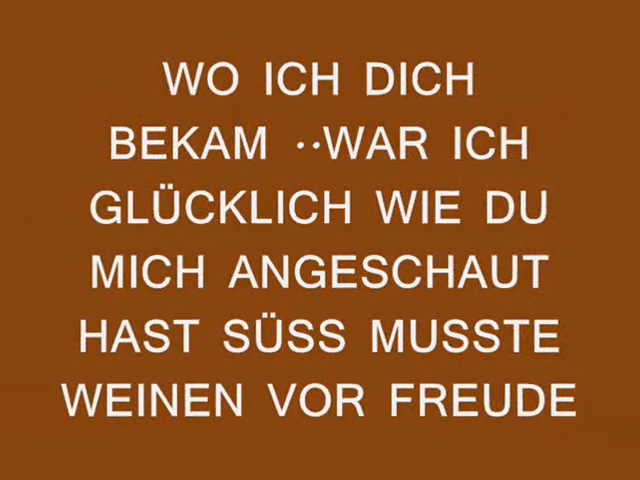 WO ICH DICH
BEKAM ··WAR ICH
GLÜCKLICH WIE DU
MICH ANGESCHAUT
HAST SÜSS MUSSTE
WEINEN VOR FREUDE